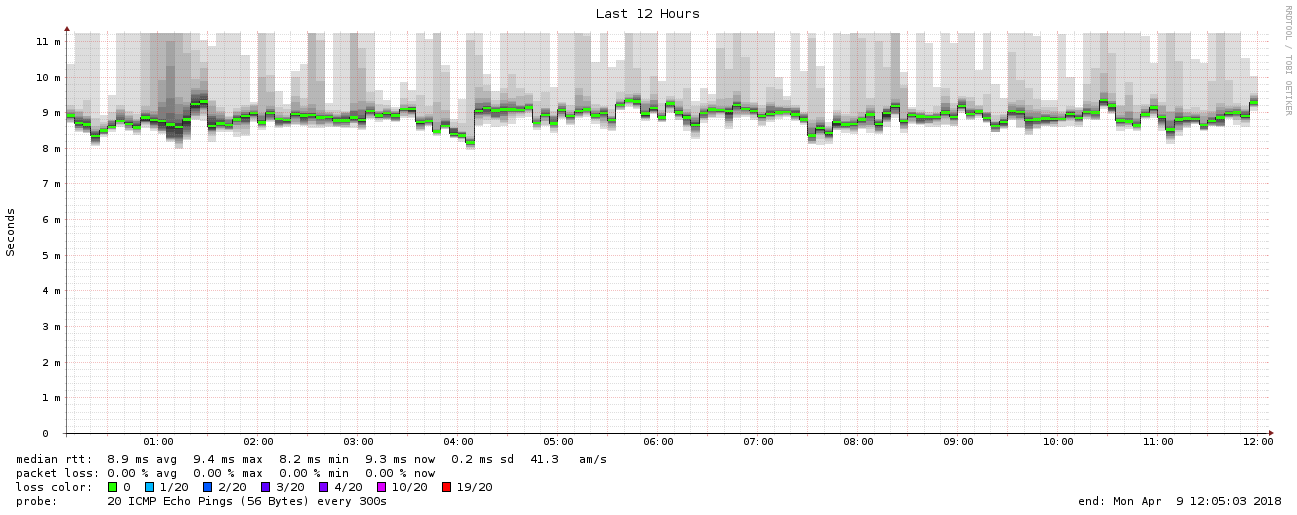 Last 12 Hours
RRDTOOL / TOBI OETIKER
Seconds
11 m
10 m
9 m
8 m
7 m
6 m
5 m
4 m
3 m
2 m
1 m
0
01:00 02:00 03:00 04:00 05:00 06:00 07:00 08:00 09:00 10:00 11:00 12:00
median rtt: 8.9 ms avg 9.4 ms max 8.2 ms min 9.3 ms now 0.2 ms sd 41.3 am/s
packet loss: 0.00 % avg 0.00 % max 0.00 % min 0.00 % now
loss color: 0 1/20 2/20 3/20 4/20 10/20 19/20
probe: 20 ICMP Echo Pings (56 Bytes) every 300s end: Mon Apr 9 12:05:03 2018